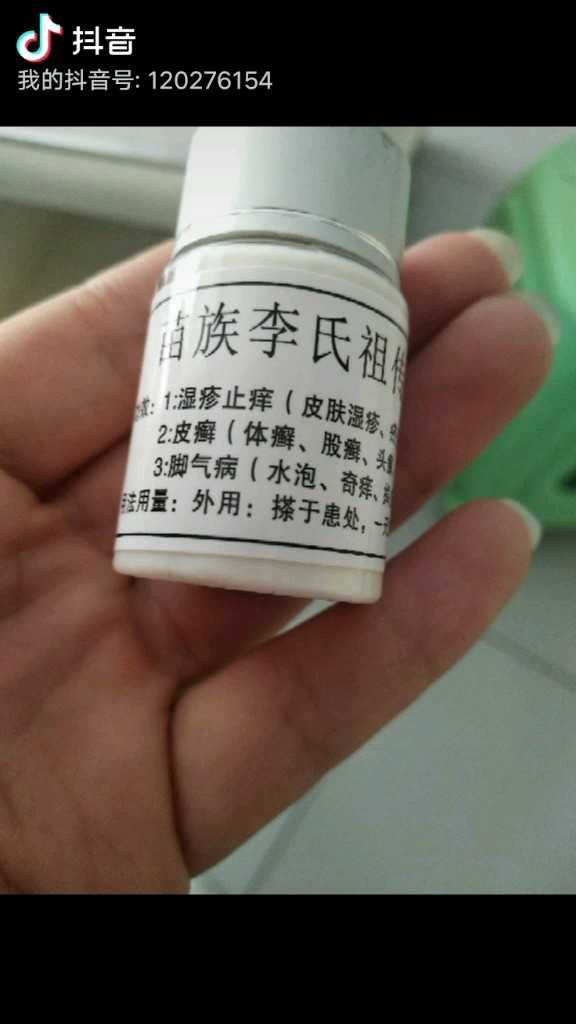 抖音
我的抖音号: 120276154
苗族李氏祖传
1:湿疹止痒（皮肤湿疹、
2:皮癣（体癣、股癣、头
3:脚气病（水泡、奇痒、
用法用量：外用：搽于患处，一